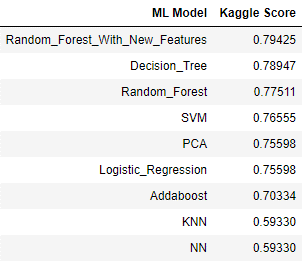 ML Model Kaggle Score
Random_Forest_With_New_Features 0.79425
Decision_Tree 0.78947
Random_Forest 0.77511
SVM 0.76555
PCA 0.75598
Logistic_Regression 0.75598
Addaboost 0.70334
KNN 0.59330
NN 0.59330